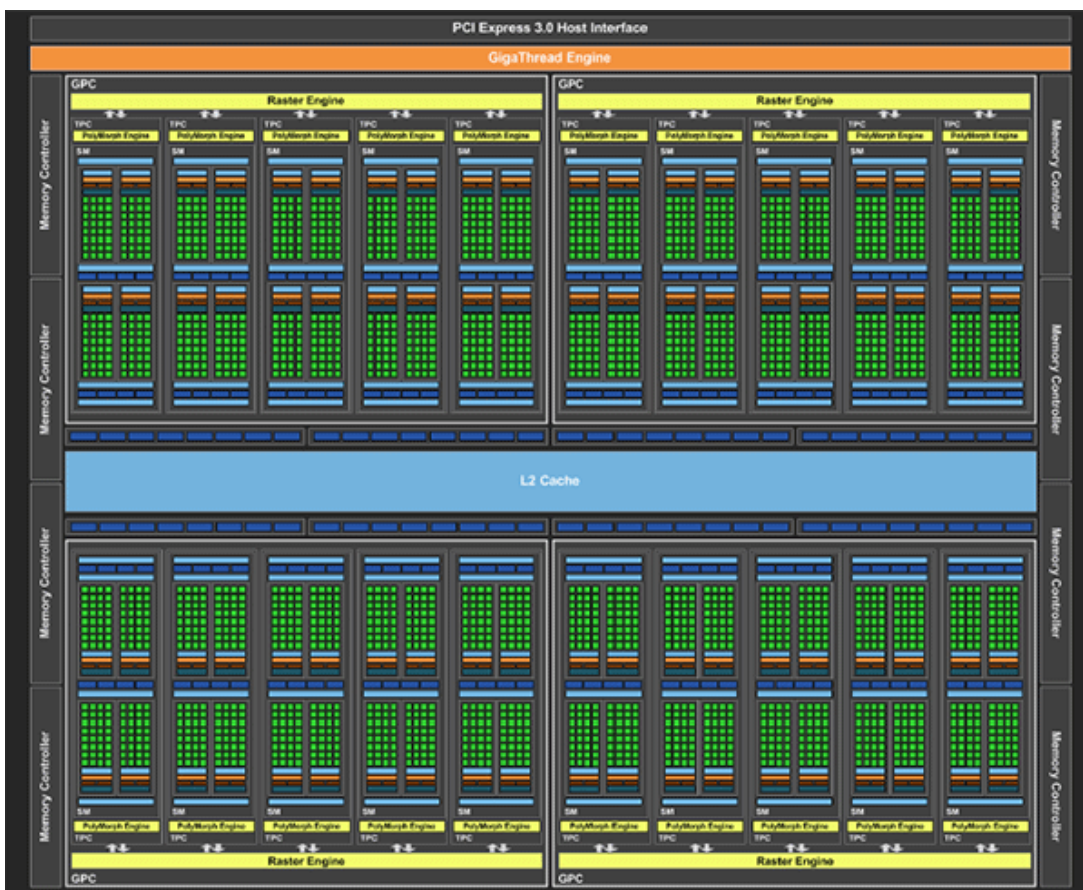 PCI Express 3.0 Host Interface
GigaThread Engine
GPC
GPC
Raster Engine
Raster Engine
TPC TPC TPC TPC TPC
TPC TPC TPC TPC TPC
PolyMorph Engine PolyMorph Engine PolyMorph Engine PolyMorph Engine PolyMorph Engine
PolyMorph Engine PolyMorph Engine PolyMorph Engine PolyMorph Engine PolyMorph Engine
SM SM SM SM SM
SM SM SM SM SM
Memory Controller
Memory Controller
Memory Controller
Memory Controller
L2 Cache
Memory Controller
Memory Controller
Memory Controller
Memory Controller
SM SM SM SM SM
SM SM SM SM SM
PolyMorph Engine PolyMorph Engine PolyMorph Engine PolyMorph Engine PolyMorph Engine
PolyMorph Engine PolyMorph Engine PolyMorph Engine PolyMorph Engine PolyMorph Engine
TPC TPC TPC TPC TPC
TPC TPC TPC TPC TPC
Raster Engine
Raster Engine
GPC
GPC